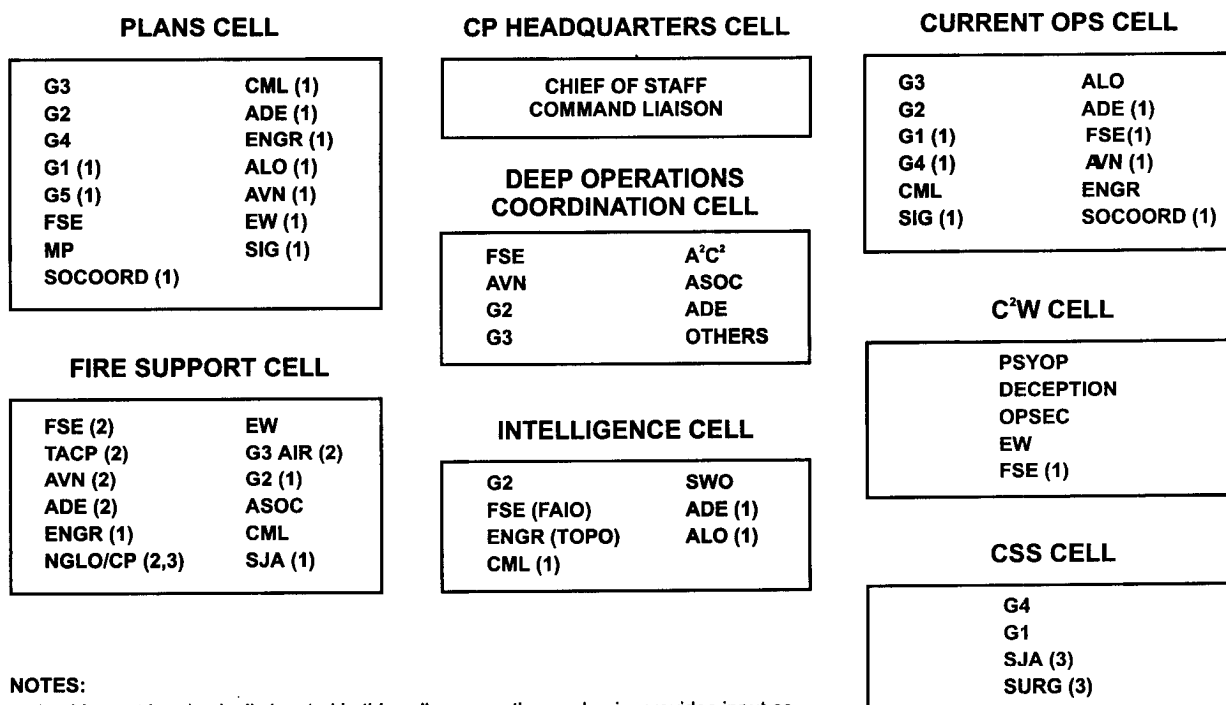 PLANS CELL
G3 CML (1)
G2 ADE (1)
G4 ENGR (1)
G1 (1) ALO (1)
G5 (1) AVN (1)
FSE EW (1)
MP SIG (1)
SOCOORD (1)
FIRE SUPPORT CELL
FSE (2) EW
TACP (2) G3 AIR (2)
AVN (2) G2 (1)
ADE (2) ASOC
ENGR (1) CML
NGLO/CP (2,3) SJA (1)
NOTES:
CP HEADQUARTERS CELL
CHIEF OF STAFF
COMMAND LIAISON
DEEP OPERATIONS
COORDINATION CELL
FSE A²C²
AVN ASOC
G2 ADE
G3 OTHERS
INTELLIGENCE CELL
G2 SWO
FSE (FAIO) ADE (1)
ENGR (TOPO) ALO (1)
CML (1)
CURRENT OPS CELL
G3 ALO
G2 ADE (1)
G1 (1) FSE(1)
G4 (1) AVN (1)
CML ENGR
SIG (1) SOCOORD (1)
C²W CELL
PSYOP
DECEPTION
OPSEC
EW
FSE (1)
CSS CELL
G4
G1
SJA (3)
SURG (3)